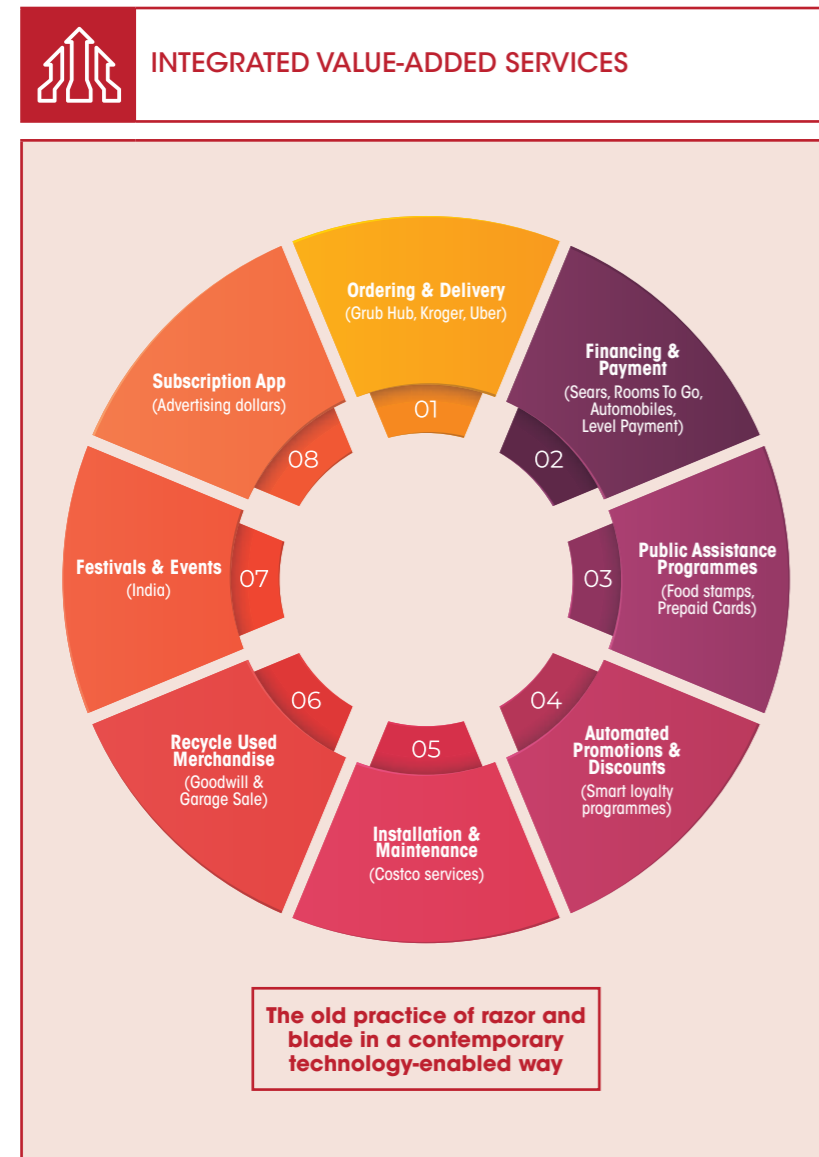 INTEGRATED VALUE-ADDED SERVICES
Ordering & Delivery
(Grub Hub, Kroger, Uber)
01
Financing &
Payment
(Sears, Rooms To Go,
Automobiles,
Level Payment)
02
Public Assistance
Programmes
(Food stamps,
Prepaid Cards)
03
Automated
Promotions &
Discounts
(Smart loyalty
programmes)
04
Installation &
Maintenance
(Costco services)
05
Recycle Used
Merchandise
(Goodwill &
Garage Sale)
06
Festivals & Events
(India)
07
Subscription App
(Advertising dollars)
08
The old practice of razor and
blade in a contemporary
technology-enabled way